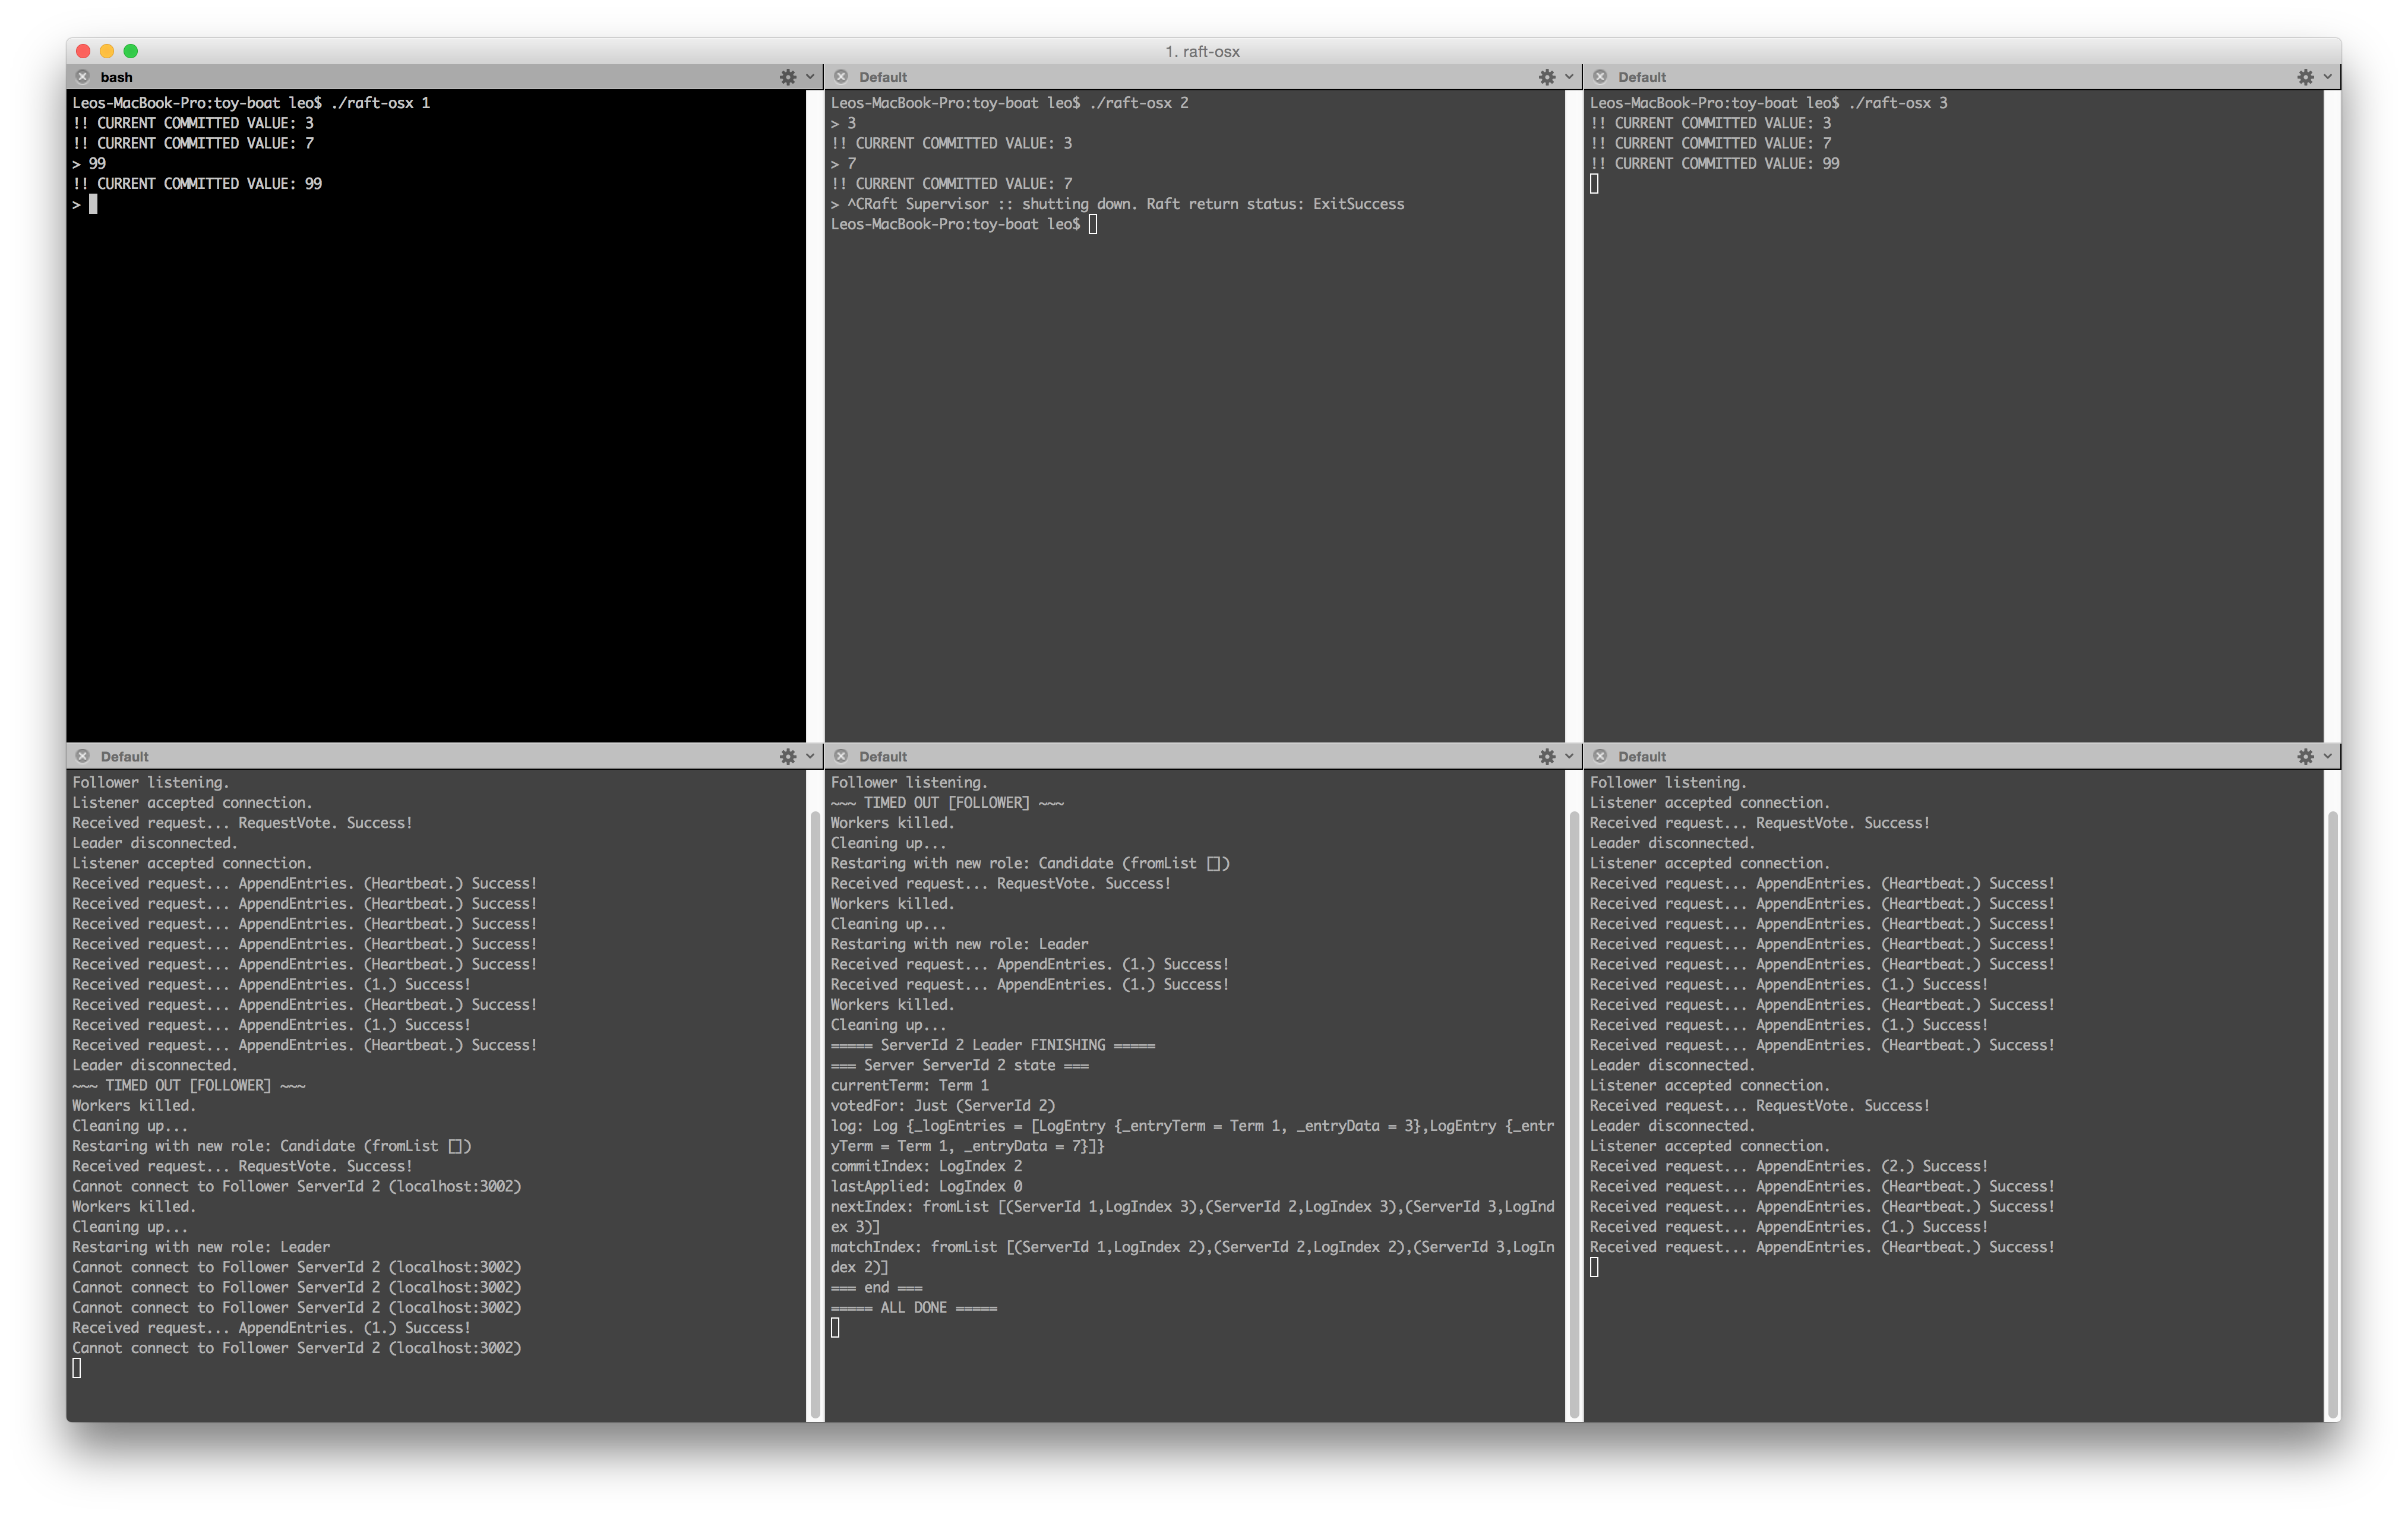 1. raft-osx
bash
Leos-MacBook-Pro:toy-boat leo$ ./raft-osx 1
!! CURRENT COMMITTED VALUE: 3
!! CURRENT COMMITTED VALUE: 7
> 99
!! CURRENT COMMITTED VALUE: 99
>
Default
Leos-MacBook-Pro:toy-boat leo$ ./raft-osx 2
> 3
!! CURRENT COMMITTED VALUE: 3
> 7
!! CURRENT COMMITTED VALUE: 7
> ^CRaft Supervisor :: shutting down. Raft return status: ExitSuccess
Leos-MacBook-Pro:toy-boat leo$
Default
Leos-MacBook-Pro:toy-boat leo$ ./raft-osx 3
!! CURRENT COMMITTED VALUE: 3
!! CURRENT COMMITTED VALUE: 7
!! CURRENT COMMITTED VALUE: 99
Default
Follower listening.
Listener accepted connection.
Received request... RequestVote. Success!
Leader disconnected.
Listener accepted connection.
Received request... AppendEntries. (Heartbeat.) Success!
Received request... AppendEntries. (Heartbeat.) Success!
Received request... AppendEntries. (Heartbeat.) Success!
Received request... AppendEntries. (Heartbeat.) Success!
Received request... AppendEntries. (Heartbeat.) Success!
Received request... AppendEntries. (1.) Success!
Received request... AppendEntries. (Heartbeat.) Success!
Received request... AppendEntries. (1.) Success!
Received request... AppendEntries. (Heartbeat.) Success!
Leader disconnected.
~~~ TIMED OUT [FOLLOWER] ~~~
Workers killed.
Cleaning up...
Restaring with new role: Candidate (fromList [])
Received request... RequestVote. Success!
Cannot connect to Follower ServerId 2 (localhost:3002)
Workers killed.
Cleaning up...
Restaring with new role: Leader
Cannot connect to Follower ServerId 2 (localhost:3002)
Cannot connect to Follower ServerId 2 (localhost:3002)
Cannot connect to Follower ServerId 2 (localhost:3002)
Received request... AppendEntries. (1.) Success!
Cannot connect to Follower ServerId 2 (localhost:3002)
Default
Follower listening.
~~~ TIMED OUT [FOLLOWER] ~~~
Workers killed.
Cleaning up...
Restaring with new role: Candidate (fromList [])
Received request... RequestVote. Success!
Workers killed.
Cleaning up...
Restaring with new role: Leader
Received request... AppendEntries. (1.) Success!
Received request... AppendEntries. (1.) Success!
Workers killed.
Cleaning up...
===== ServerId 2 Leader FINISHING =====
=== Server ServerId 2 state ===
currentTerm: Term 1
votedFor: Just (ServerId 2)
log: Log {_logEntries = [LogEntry {_entryTerm = Term 1, _entryData = 3},LogEntry {_entr
yTerm = Term 1, _entryData = 7}]}
commitIndex: LogIndex 2
lastApplied: LogIndex 0
nextIndex: fromList [(ServerId 1,LogIndex 3),(ServerId 2,LogIndex 3),(ServerId 3,LogInd
ex 3)]
matchIndex: fromList [(ServerId 1,LogIndex 2),(ServerId 2,LogIndex 2),(ServerId 3,LogIn
dex 2)]
=== end ===
===== ALL DONE =====
Default
Follower listening.
Listener accepted connection.
Received request... RequestVote. Success!
Leader disconnected.
Listener accepted connection.
Received request... AppendEntries. (Heartbeat.) Success!
Received request... AppendEntries. (Heartbeat.) Success!
Received request... AppendEntries. (Heartbeat.) Success!
Received request... AppendEntries. (Heartbeat.) Success!
Received request... AppendEntries. (Heartbeat.) Success!
Received request... AppendEntries. (1.) Success!
Received request... AppendEntries. (Heartbeat.) Success!
Received request... AppendEntries. (1.) Success!
Received request... AppendEntries. (Heartbeat.) Success!
Leader disconnected.
Listener accepted connection.
Received request... RequestVote. Success!
Leader disconnected.
Listener accepted connection.
Received request... AppendEntries. (2.) Success!
Received request... AppendEntries. (Heartbeat.) Success!
Received request... AppendEntries. (Heartbeat.) Success!
Received request... AppendEntries. (1.) Success!
Received request... AppendEntries. (Heartbeat.) Success!